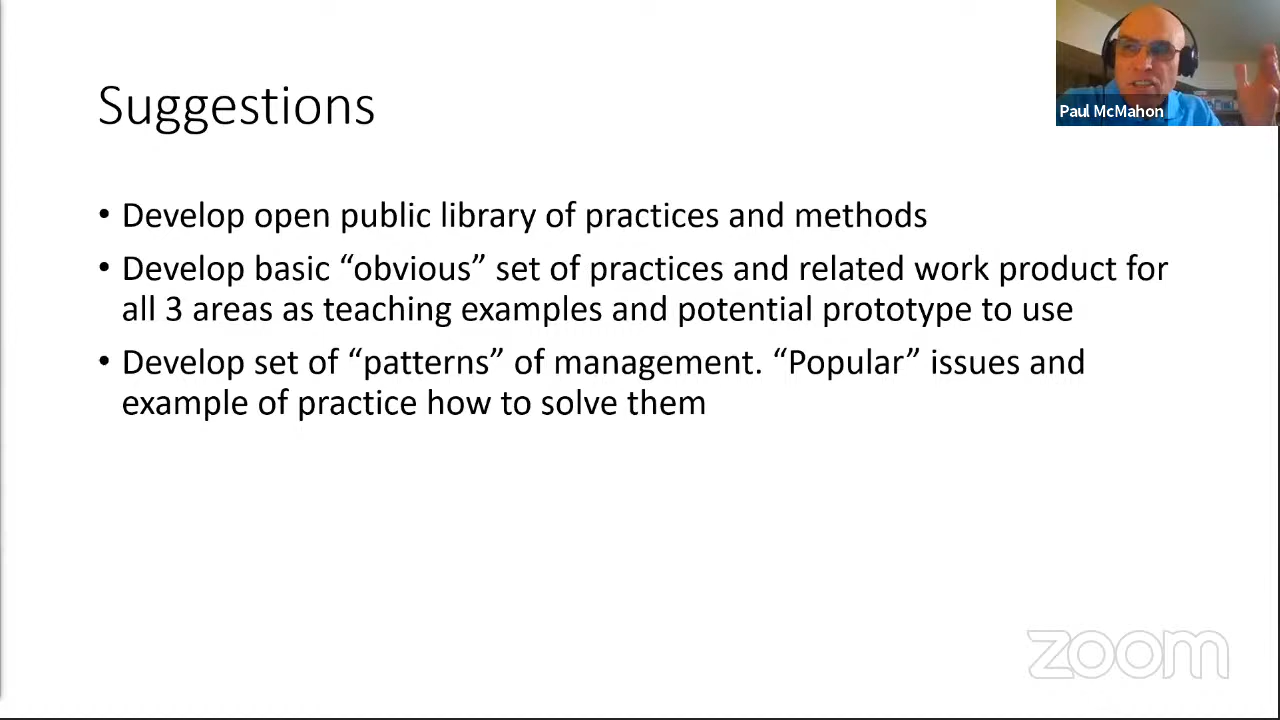 Paul McMahon
Suggestions
• Develop open public library of practices and methods
• Develop basic “obvious” set of practices and related work product for
all 3 areas as teaching examples and potential prototype to use
• Develop set of “patterns” of management. “Popular” issues and
example of practice how to solve them
zoom